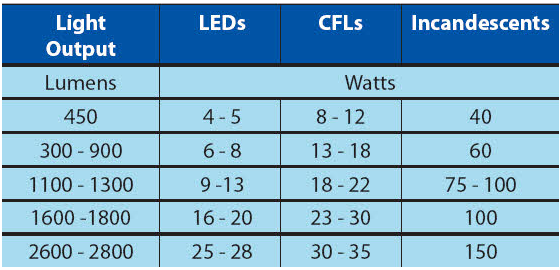 Light Output LEDs CFLs Incandescents
Lumens Watts
450 4 - 5 8 - 12 40
300 - 900 6 - 8 13 - 18 60
1100 - 1300 9 -13 18 - 22 75 - 100
1600 -1800 16 - 20 23 - 30 100
2600 - 2800 25 - 28 30 - 35 150